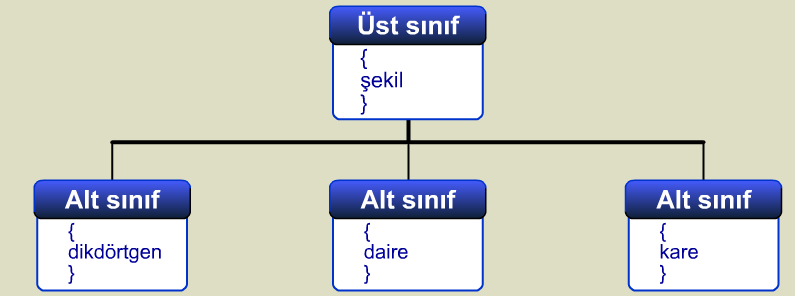 Üst sınıf
{
şekil
}
Alt sınıf
{
dikdörtgen
}
Alt sınıf
{
daire
}
Alt sınıf
{
kare
}